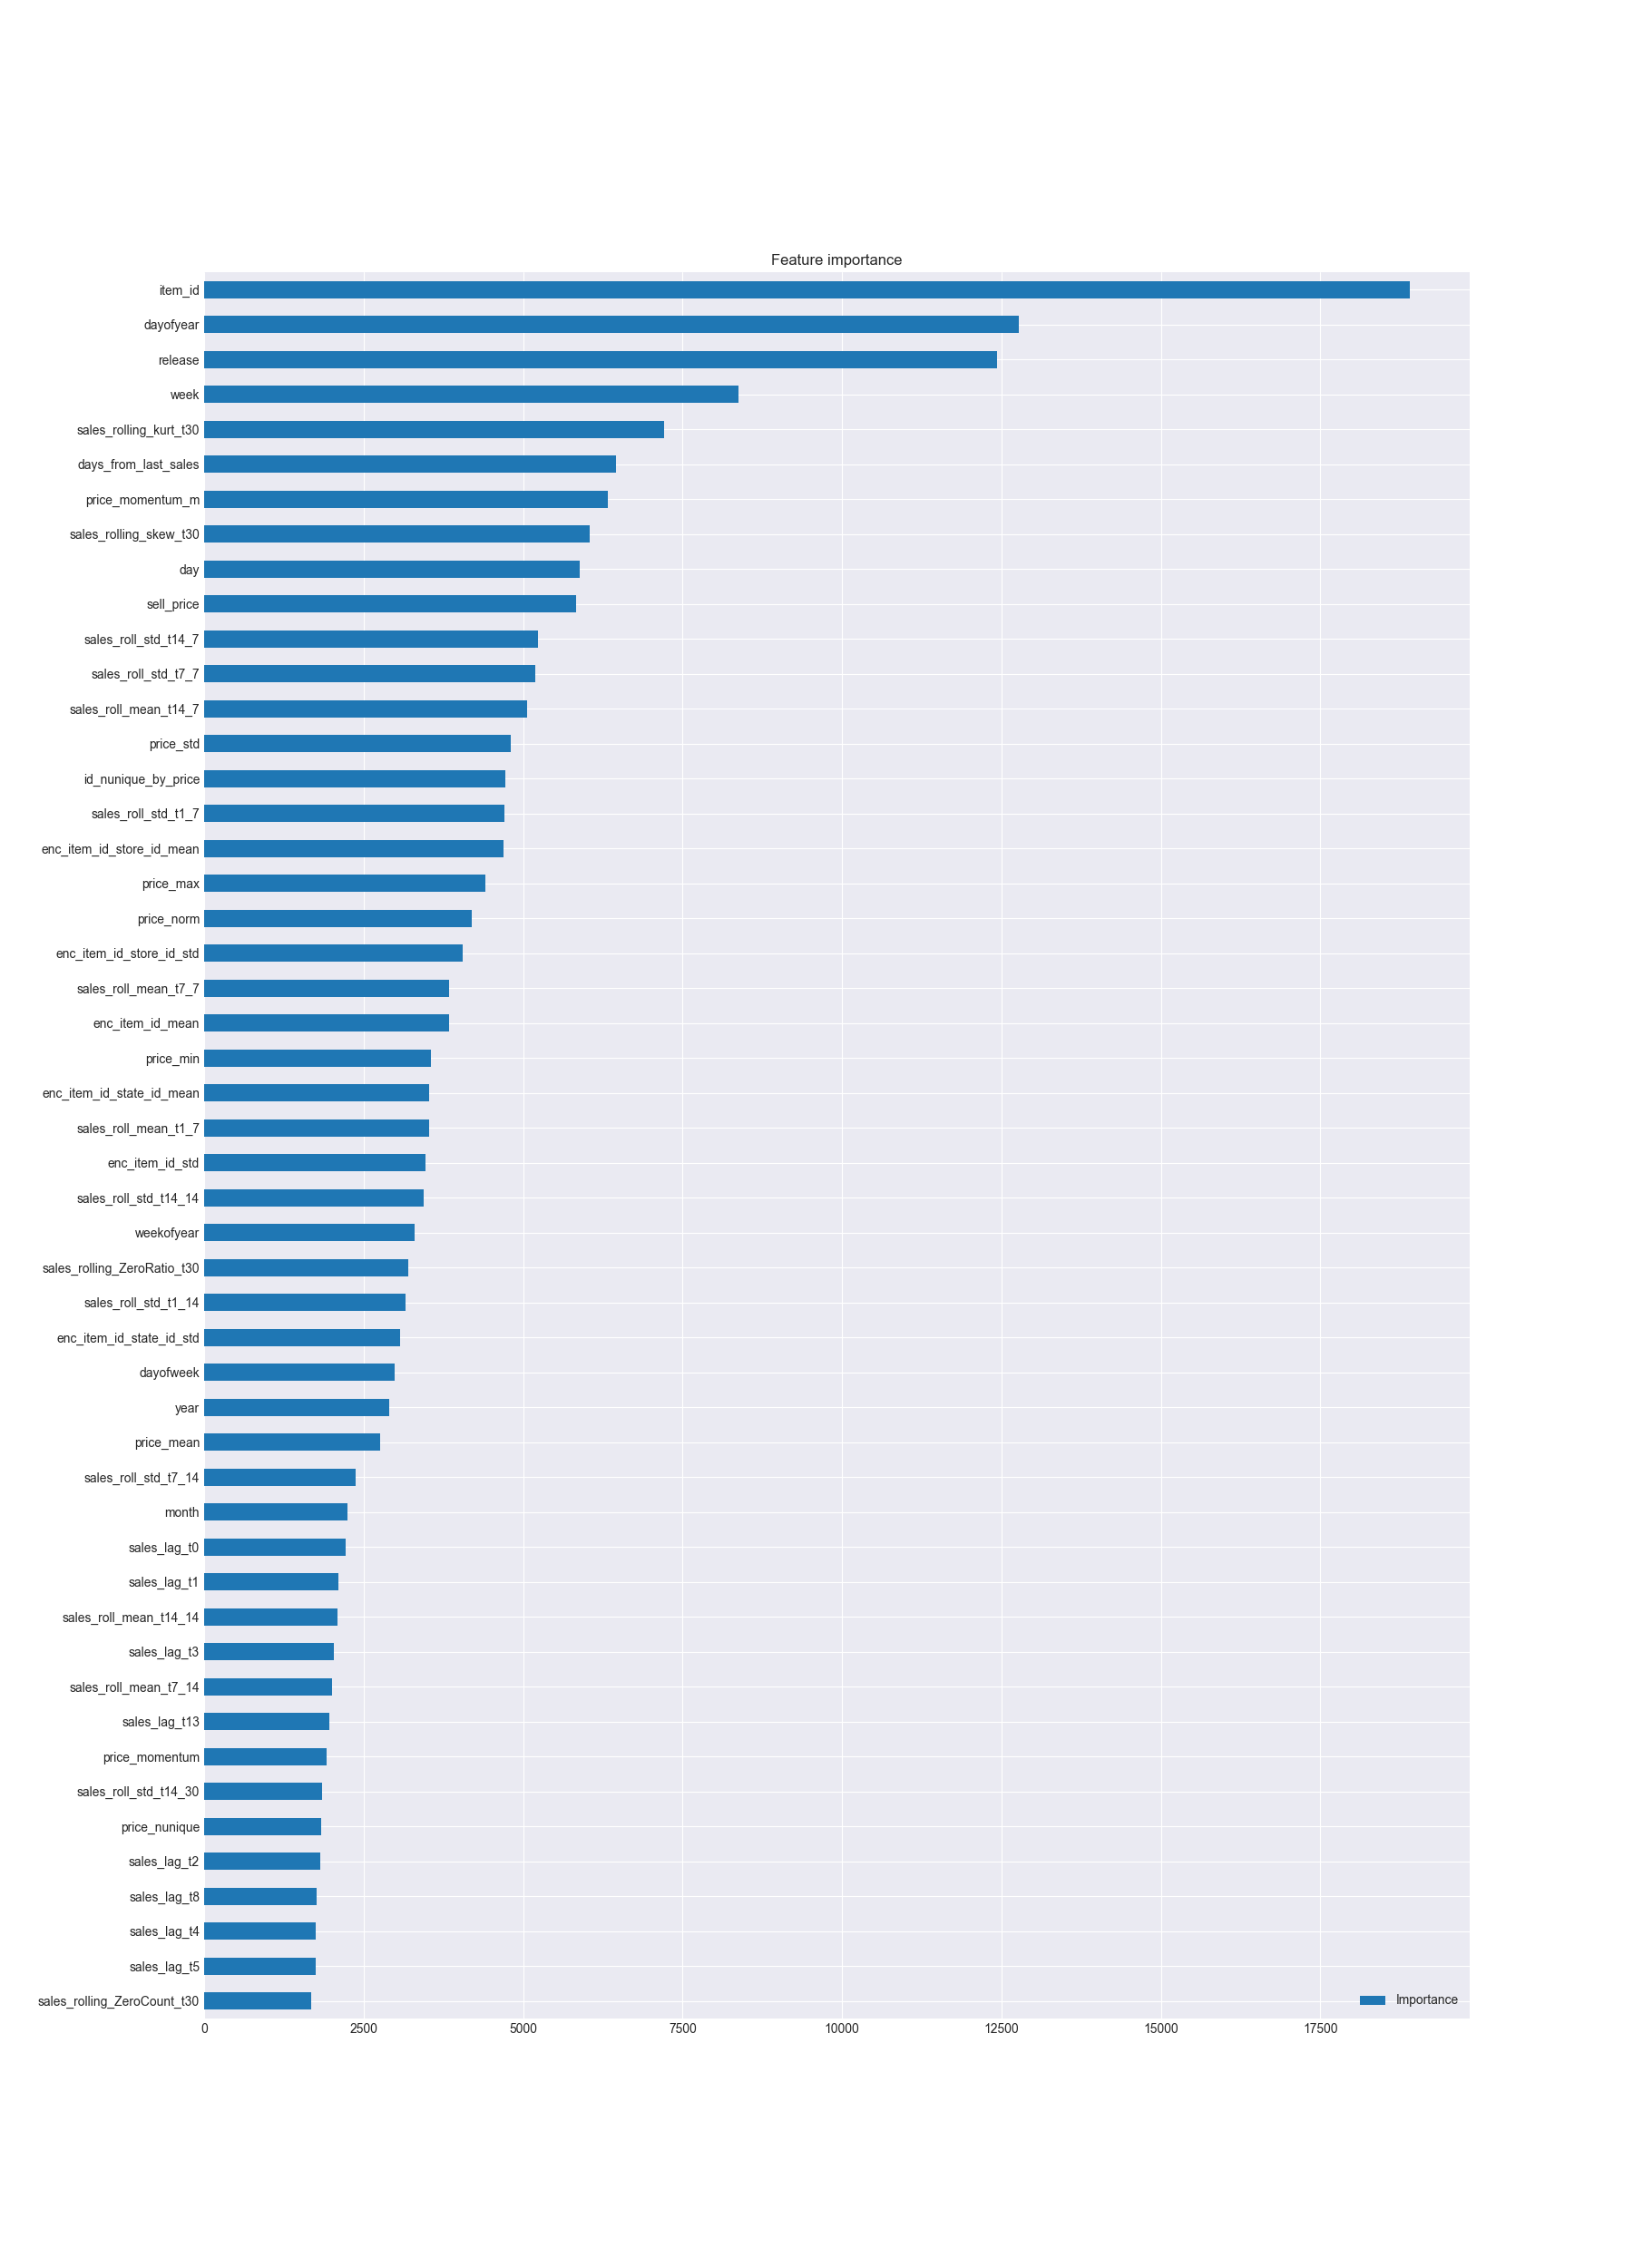 Feature importance
item_id
dayofyear
release
week
sales_rolling_kurt_t30
days_from_last_sales
price_momentum_m
sales_rolling_skew_t30
day
sell_price
sales_roll_std_t14_7
sales_roll_std_t7_7
sales_roll_mean_t14_7
price_std
id_nunique_by_price
sales_roll_std_t1_7
enc_item_id_store_id_mean
price_max
price_norm
enc_item_id_store_id_std
sales_roll_mean_t7_7
enc_item_id_mean
price_min
enc_item_id_state_id_mean
sales_roll_mean_t1_7
enc_item_id_std
sales_roll_std_t14_14
weekofyear
sales_rolling_ZeroRatio_t30
sales_roll_std_t1_14
enc_item_id_state_id_std
dayofweek
year
price_mean
sales_roll_std_t7_14
month
sales_lag_t0
sales_lag_t1
sales_roll_mean_t14_14
sales_lag_t3
sales_roll_mean_t7_14
sales_lag_t13
price_momentum
sales_roll_std_t14_30
price_nunique
sales_lag_t2
sales_lag_t8
sales_lag_t4
sales_lag_t5
sales_rolling_ZeroCount_t30
Importance
0 2500 5000 7500 10000 12500 15000 17500